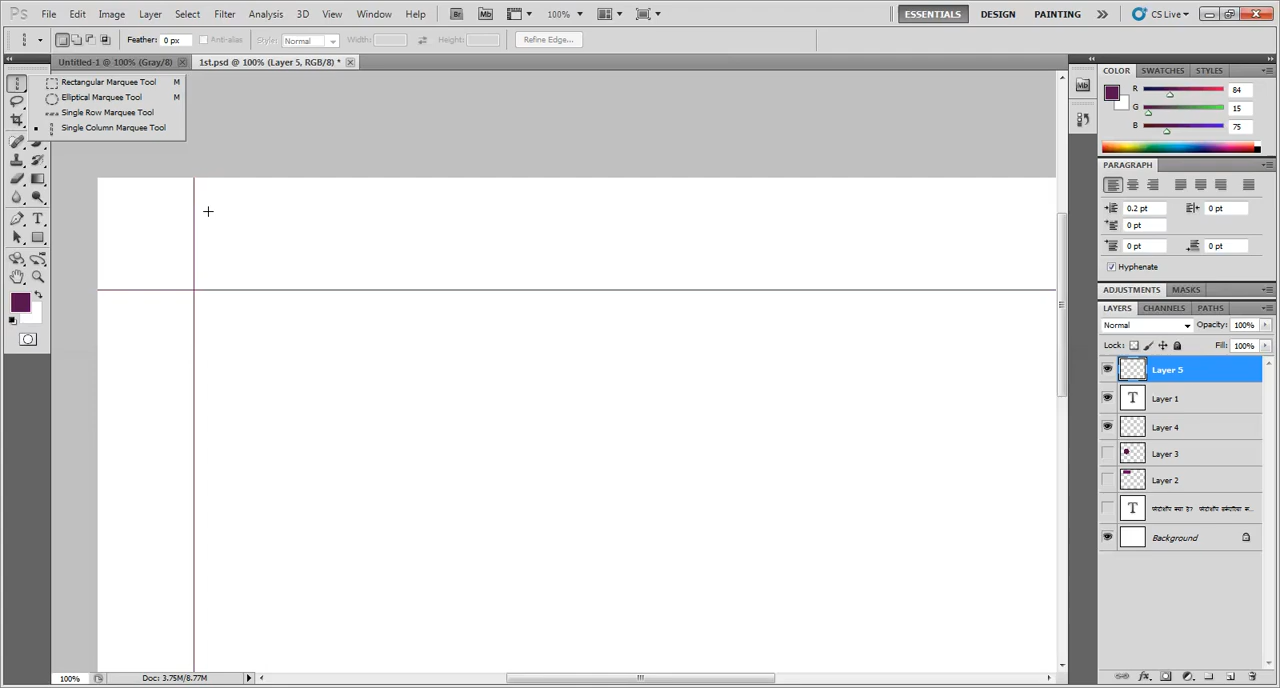 Ps File Edit Image Layer Select Filter Analysis 3D View Window Help Br Mb 100% ESSENTIALS DESIGN PAINTING CS Live
Feather: 0 px Anti-alias Style: Normal Width: Height: Refine Edge...
Untitled-1 @ 100% (Gray/8) 1st.psd @ 100% (Layer 5, RGB/8) *
Rectangular Marquee Tool M
Elliptical Marquee Tool M
Single Row Marquee Tool
Single Column Marquee Tool
T
Mb
COLOR SWATCHES STYLES
R 84
G 15
B 75
PARAGRAPH
0.2 pt 0 pt
0 pt
0 pt 0 pt
Hyphenate
ADJUSTMENTS MASKS
LAYERS CHANNELS PATHS
Normal Opacity: 100%
Lock: Fill: 100%
Layer 5
T Layer 1
Layer 4
Layer 3
Layer 2
T फोटोशॉप क्या है?
Background
100% Doc: 3.75M/8.77M